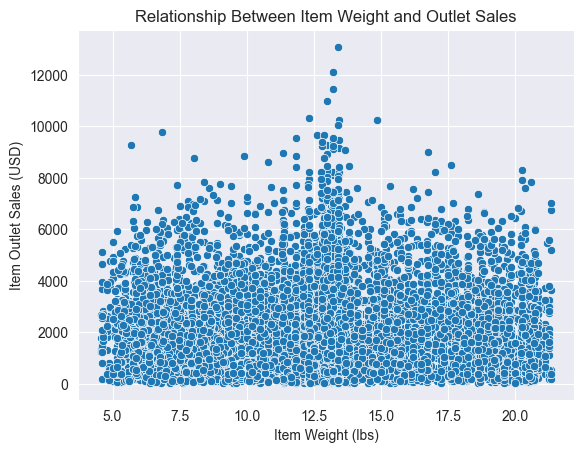 Relationship Between Item Weight and Outlet Sales
12000
10000
8000
6000
4000
2000
0
Item Outlet Sales (USD)
5.0 7.5 10.0 12.5 15.0 17.5 20.0
Item Weight (lbs)